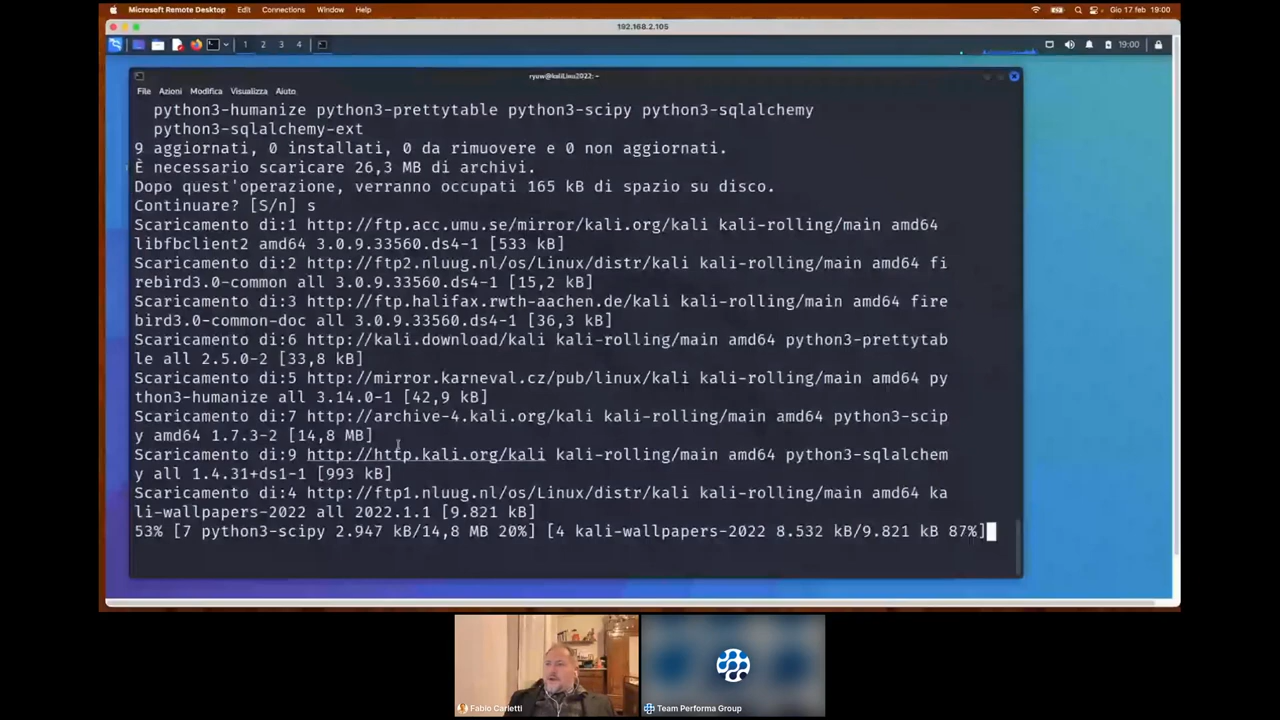 Microsoft Remote Desktop Edit Connections Window Help Gio 17 feb 19:00
192.168.2.105
1 2 3 4 19:00
ryuw@kaliLinu2022: ~
File Azioni Modifica Visualizza Aiuto
python3-humanize python3-prettytable python3-scipy python3-sqlalchemy
python3-sqlalchemy-ext
9 aggiornati, 0 installati, 0 da rimuovere e 0 non aggiornati.
È necessario scaricare 26,3 MB di archivi.
Dopo quest'operazione, verranno occupati 165 kB di spazio su disco.
Continuare? [S/n] s
Scaricamento di:1 http://ftp.acc.umu.se/mirror/kali.org/kali kali-rolling/main amd64
libfbclient2 amd64 3.0.9.33560.ds4-1 [533 kB]
Scaricamento di:2 http://ftp2.nluug.nl/os/Linux/distr/kali kali-rolling/main amd64 fi
rebird3.0-common all 3.0.9.33560.ds4-1 [15,2 kB]
Scaricamento di:3 http://ftp.halifax.rwth-aachen.de/kali kali-rolling/main amd64 fire
bird3.0-common-doc all 3.0.9.33560.ds4-1 [36,3 kB]
Scaricamento di:6 http://kali.download/kali kali-rolling/main amd64 python3-prettytab
le all 2.5.0-2 [33,8 kB]
Scaricamento di:5 http://mirror.karneval.cz/pub/linux/kali kali-rolling/main amd64 py
thon3-humanize all 3.14.0-1 [42,9 kB]
Scaricamento di:7 http://archive-4.kali.org/kali kali-rolling/main amd64 python3-scip
y amd64 1.7.3-2 [14,8 MB]
Scaricamento di:9 http://http.kali.org/kali kali-rolling/main amd64 python3-sqlalchem
y all 1.4.31+ds1-1 [993 kB]
Scaricamento di:4 http://ftp1.nluug.nl/os/Linux/distr/kali kali-rolling/main amd64 ka
li-wallpapers-2022 all 2022.1.1 [9.821 kB]
53% [7 python3-scipy 2.947 kB/14,8 MB 20%] [4 kali-wallpapers-2022 8.532 kB/9.821 kB 87%]
Fabio Carletti Team Performa Group